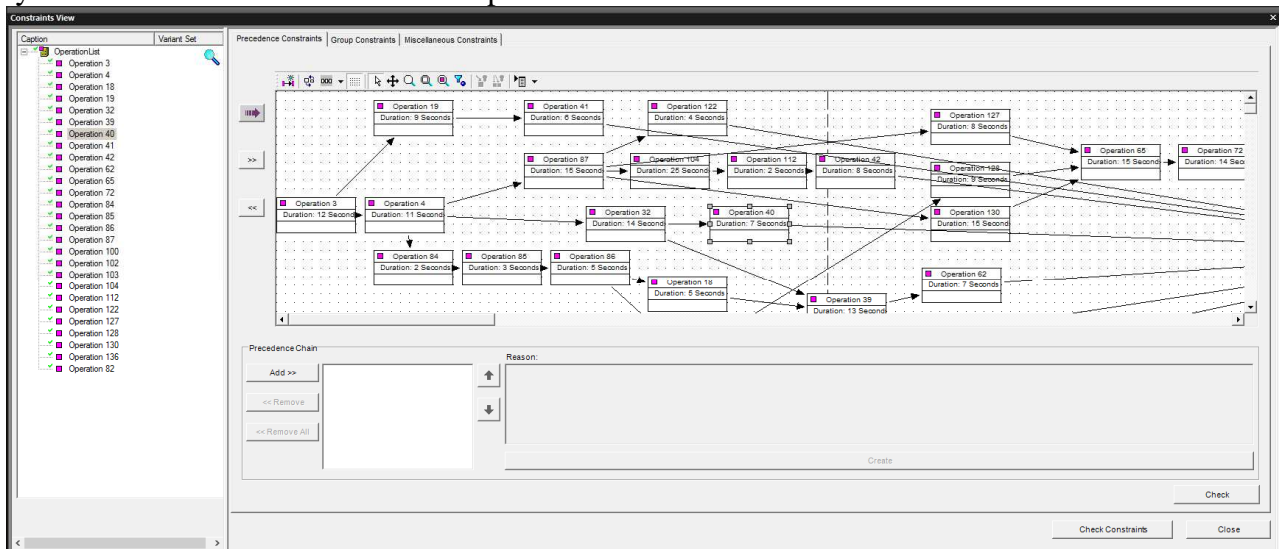 Constraints View
Caption Variant Set
OperationList
Operation 3
Operation 4
Operation 18
Operation 19
Operation 32
Operation 39
Operation 40
Operation 41
Operation 42
Operation 62
Operation 65
Operation 72
Operation 84
Operation 85
Operation 86
Operation 87
Operation 100
Operation 102
Operation 103
Operation 104
Operation 112
Operation 122
Operation 127
Operation 128
Operation 130
Operation 136
Operation 82
Precedence Constraints Group Constraints Miscellaneous Constraints
>>
<<
Operation 19
Duration: 9 Seconds
Operation 41
Duration: 6 Seconds
Operation 122
Duration: 4 Seconds
Operation 127
Duration: 8 Seconds
Operation 87
Duration: 15 Second
Operation 104
Duration: 25 Second
Operation 112
Duration: 2 Seconds
Operation 42
Duration: 8 Seconds
Operation 128
Duration: 9 Seconds
Operation 65
Duration: 15 Second
Operation 72
Duration: 14 Seco
Operation 3
Duration: 12 Second
Operation 4
Duration: 11 Second
Operation 32
Duration: 14 Second
Operation 40
Duration: 7 Seconds
Operation 130
Duration: 15 Second
Operation 84
Duration: 2 Seconds
Operation 85
Duration: 3 Seconds
Operation 86
Duration: 5 Seconds
Operation 18
Duration: 5 Seconds
Operation 39
Duration: 13 Second
Operation 62
Duration: 7 Seconds
Precedence Chain
Add >>
<< Remove
<< Remove All
Reason:
Create
Check
Check Constraints Close